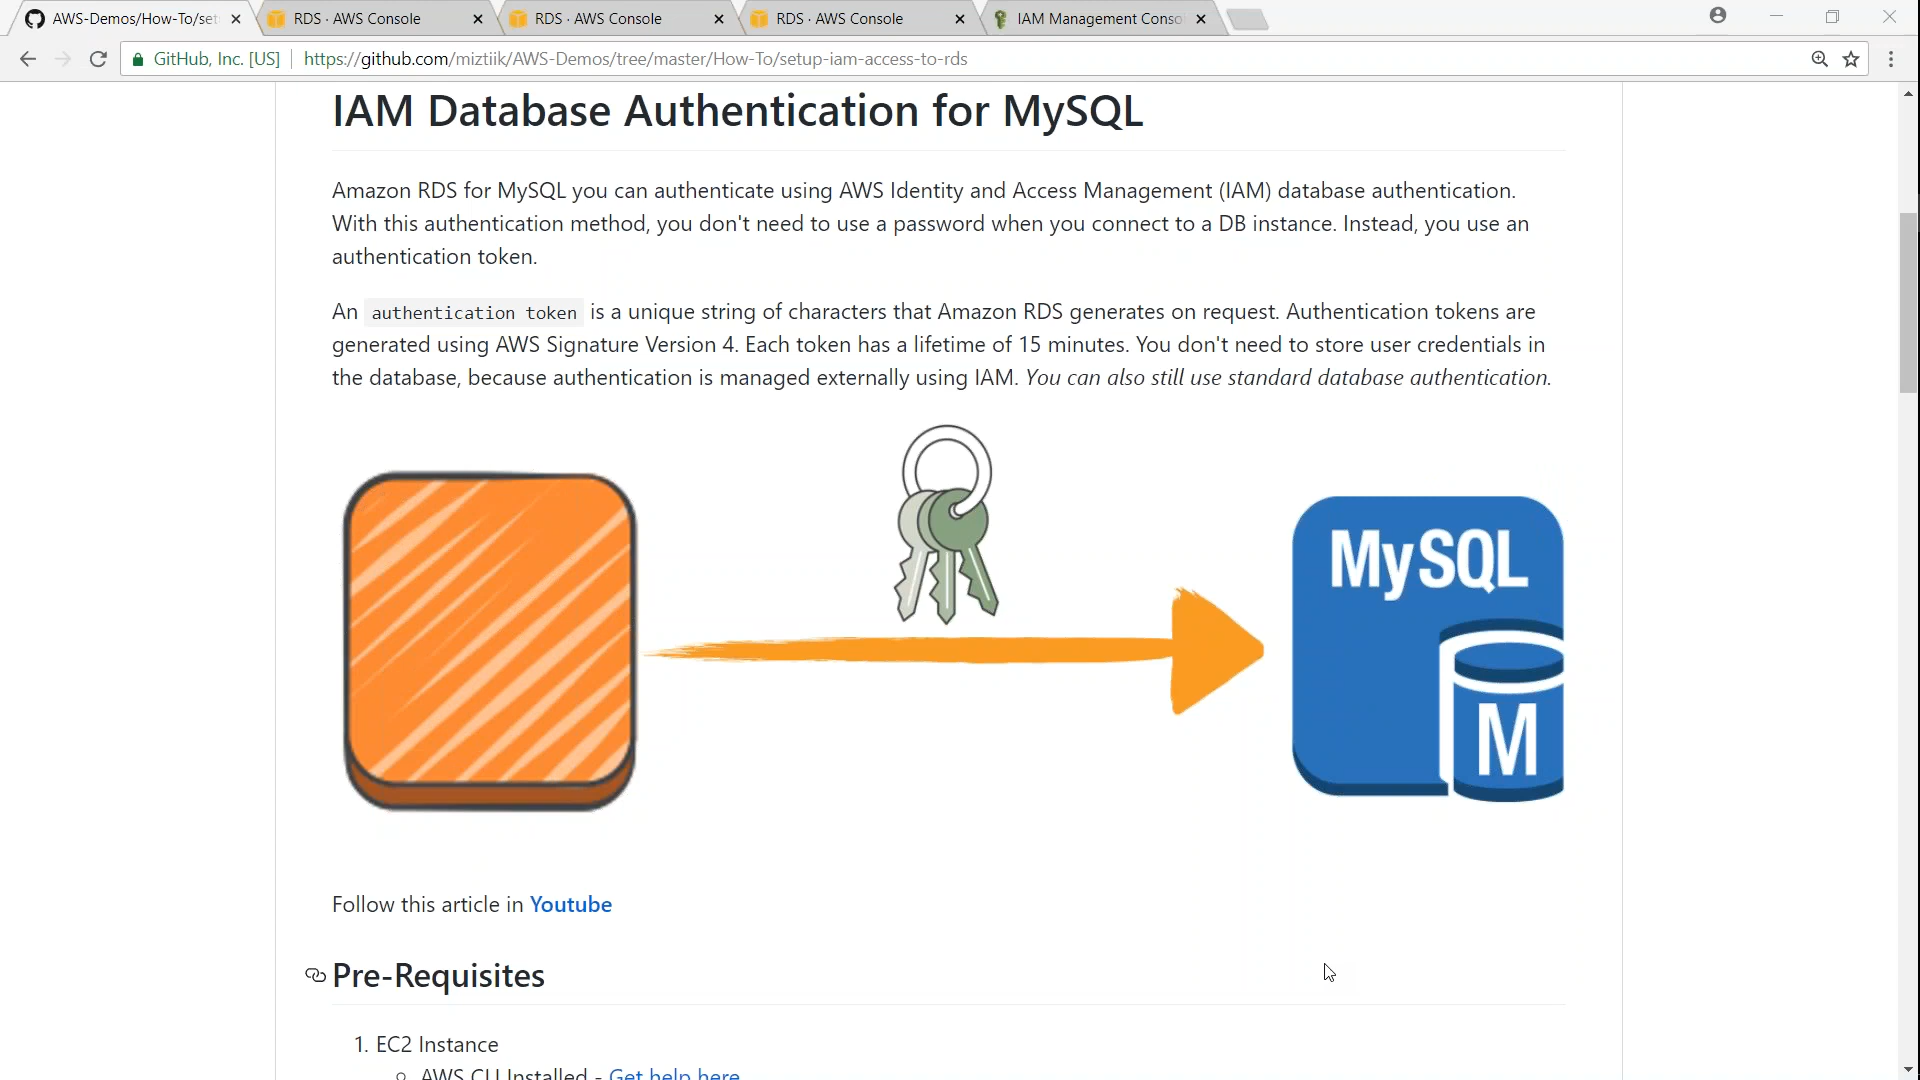 AWS-Demos/How-To/set
RDS · AWS Console
RDS · AWS Console
RDS · AWS Console
IAM Management Conso
GitHub, Inc. [US]
https://github.com/miztiik/AWS-Demos/tree/master/How-To/setup-iam-access-to-rds
IAM Database Authentication for MySQL
Amazon RDS for MySQL you can authenticate using AWS Identity and Access Management (IAM) database authentication.
With this authentication method, you don't need to use a password when you connect to a DB instance. Instead, you use an
authentication token.
An authentication token is a unique string of characters that Amazon RDS generates on request. Authentication tokens are
generated using AWS Signature Version 4. Each token has a lifetime of 15 minutes. You don't need to store user credentials in
the database, because authentication is managed externally using IAM. You can also still use standard database authentication.
MySQL
M
Follow this article in Youtube
Pre-Requisites
1. EC2 Instance
AWS CLI Installed - Get help here